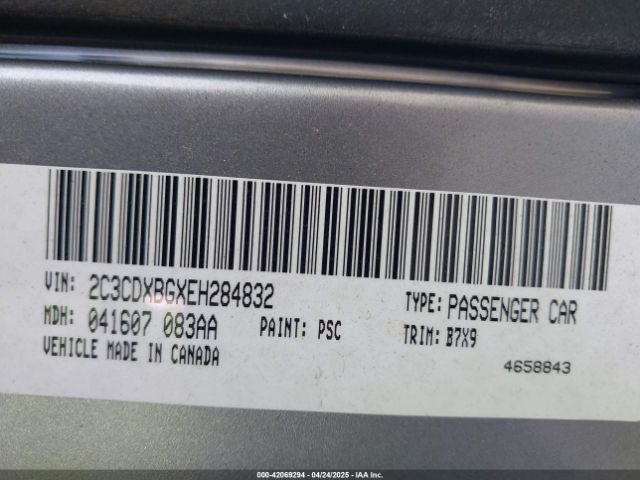 VIN: 2C3CDXBGXEH284832 TYPE: PASSENGER CAR
MDH: 041607 083AA PAINT: PSC TRIM: B7X9
VEHICLE MADE IN CANADA 4658843
000-42069294 - 04/24/2025 - IAAI, Inc.